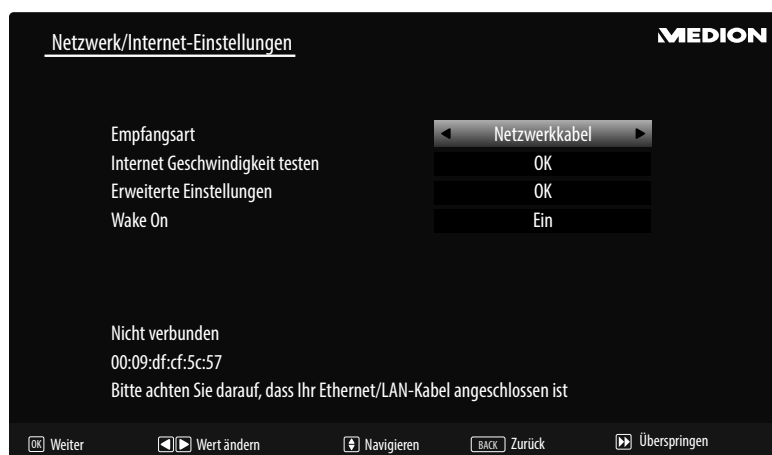 Netzwerk/Internet-Einstellungen
MEDION
Empfangsart Netzwerkkabel
Internet Geschwindigkeit testen OK
Erweiterte Einstellungen OK
Wake On Ein
Nicht verbunden
00:09:df:cf:5c:57
Bitte achten Sie darauf, dass Ihr Ethernet/LAN-Kabel angeschlossen ist
OK Weiter Wert ändern Navigieren BACK Zurück Überspringen